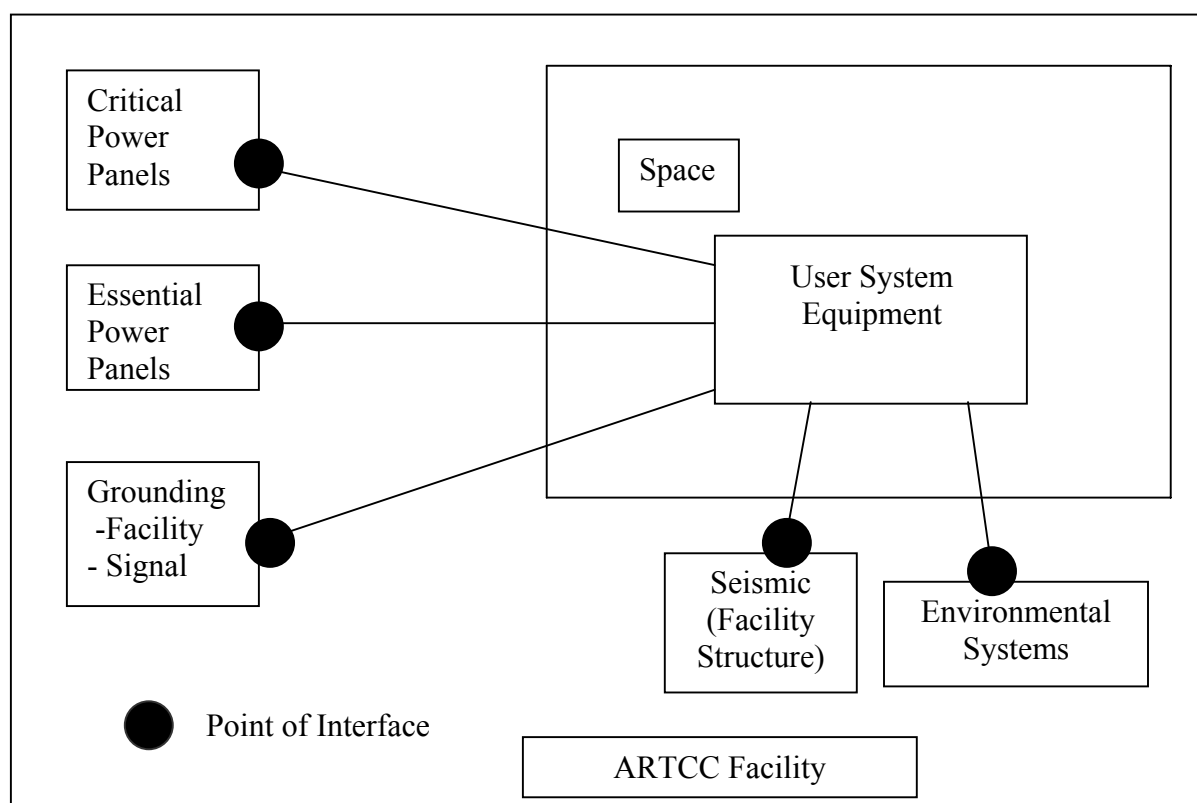 Critical
Power
Panels
Space
User System
Equipment
Essential
Power
Panels
Grounding
-Facility
- Signal
Seismic
(Facility
Structure)
Environmental
Systems
Point of Interface
ARTCC Facility